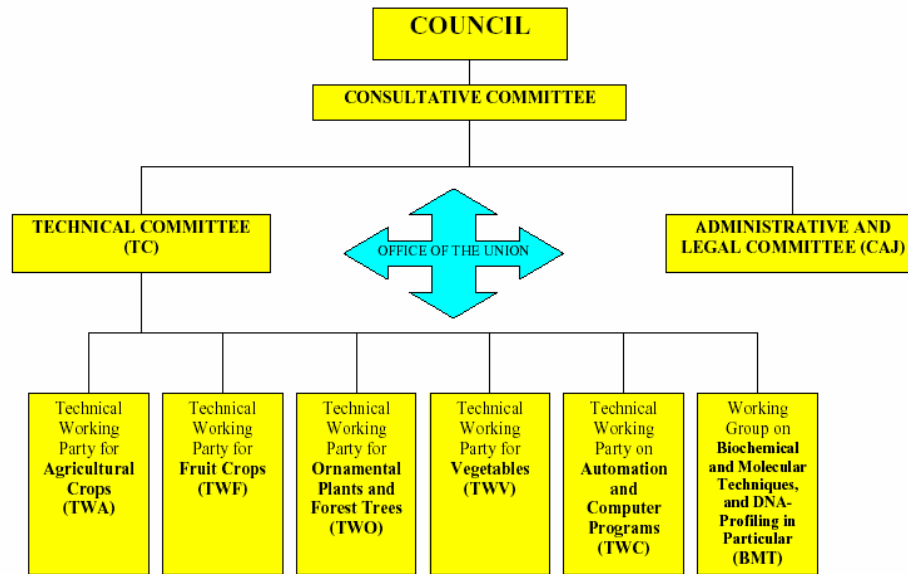 COUNCIL
CONSULTATIVE COMMITTEE
TECHNICAL COMMITTEE
(TC)
OFFICE OF THE UNION
ADMINISTRATIVE AND
LEGAL COMMITTEE (CAJ)
Technical
Working
Party for
Agricultural
Crops
(TWA)
Technical
Working
Party for
Fruit Crops
(TWF)
Technical
Working
Party for
Ornamental
Plants and
Forest Trees
(TWO)
Technical
Working
Party for
Vegetables
(TWV)
Technical
Working
Party on
Automation
and
Computer
Programs
(TWC)
Working
Group on
Biochemical
and Molecular
Techniques,
and DNA-
Profiling in
Particular
(BMT)